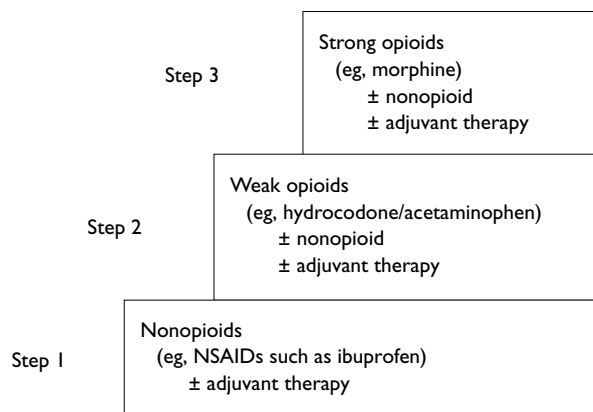 Step 3
Strong opioids
(eg, morphine)
± nonopioid
± adjuvant therapy
Step 2
Weak opioids
(eg, hydrocodone/acetaminophen)
± nonopioid
± adjuvant therapy
Step 1
Nonopioids
(eg, NSAIDs such as ibuprofen)
± adjuvant therapy